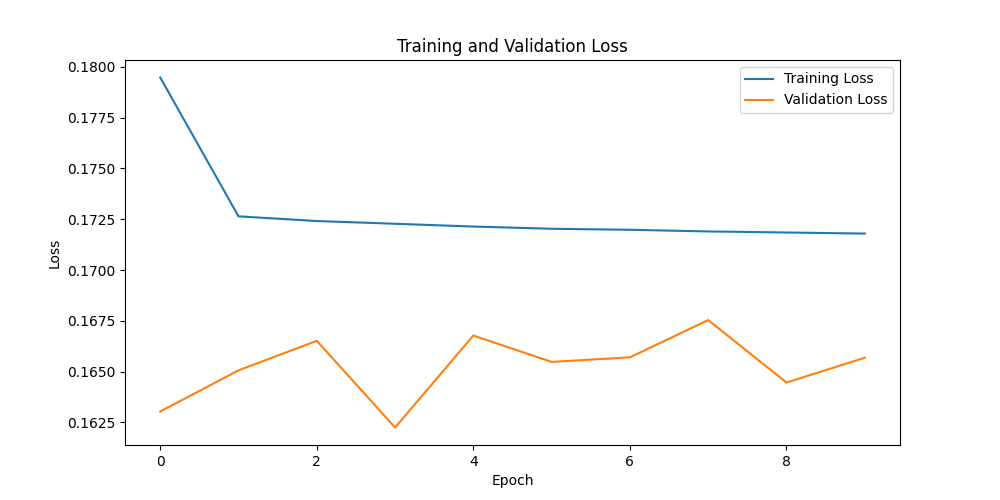 Training and Validation Loss
Training Loss
Validation Loss
Loss
0.1800
0.1775
0.1750
0.1725
0.1700
0.1675
0.1650
0.1625
0 2 4 6 8
Epoch